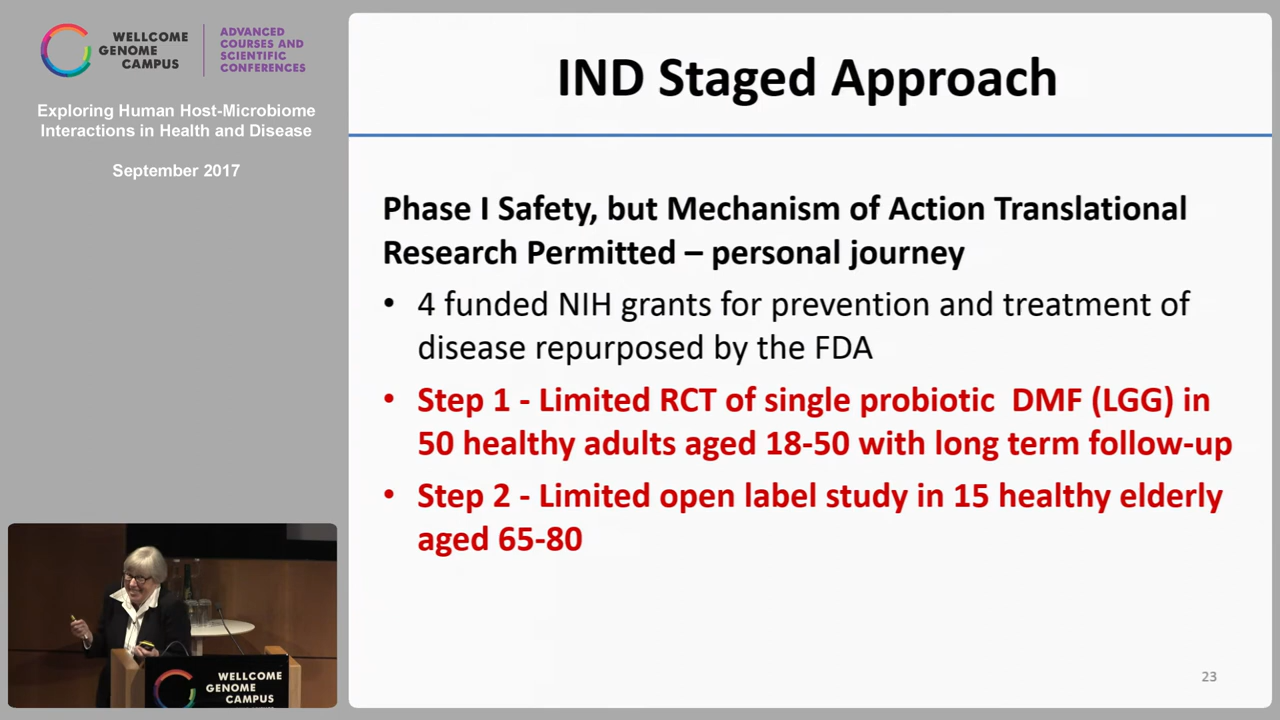 WELLCOME
GENOME
CAMPUS
ADVANCED
COURSES AND
SCIENTIFIC
CONFERENCES
Exploring Human Host-Microbiome
Interactions in Health and Disease
September 2017
IND Staged Approach
Phase I Safety, but Mechanism of Action Translational
Research Permitted – personal journey
• 4 funded NIH grants for prevention and treatment of
disease repurposed by the FDA
• Step 1 - Limited RCT of single probiotic DMF (LGG) in
50 healthy adults aged 18-50 with long term follow-up
• Step 2 - Limited open label study in 15 healthy elderly
aged 65-80
23
WELLCOME
GENOME
CAMPUS